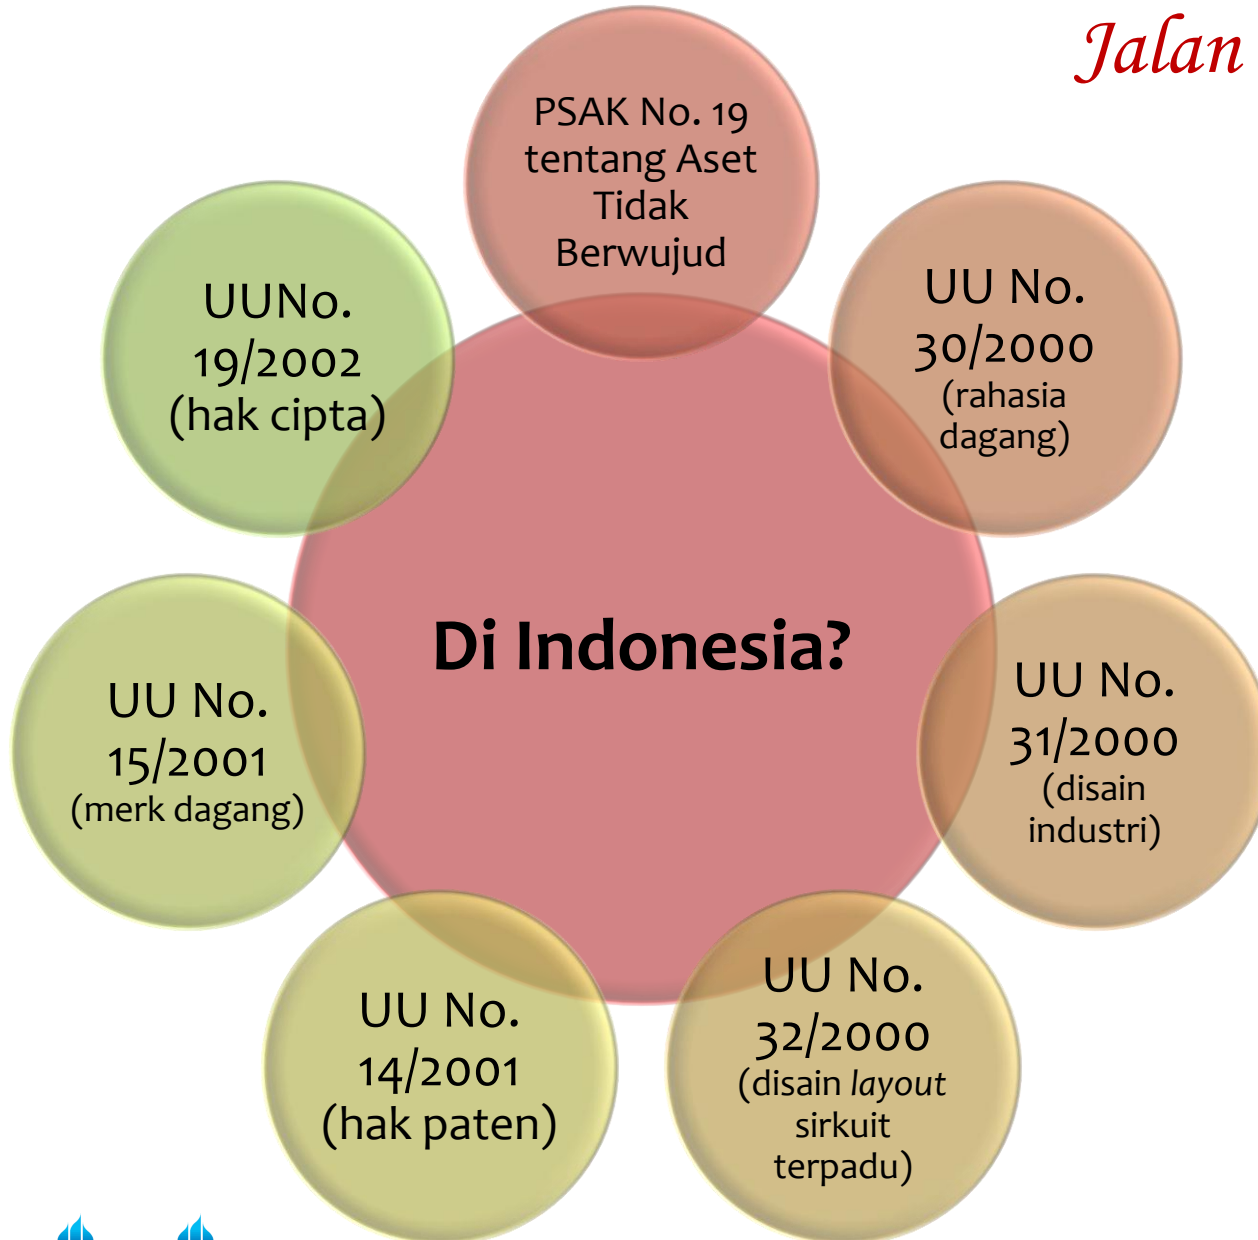 Jalan
PSAK No. 19
tentang Aset
Tidak
Berwujud
UU No.
30/2000
(rahasia
dagang)
UU No.
31/2000
(disain
industri)
UU No.
32/2000
(disain layout
sirkuit
terpadu)
UU No.
14/2001
(hak paten)
UU No.
15/2001
(merk dagang)
UUNo.
19/2002
(hak cipta)
Di Indonesia?